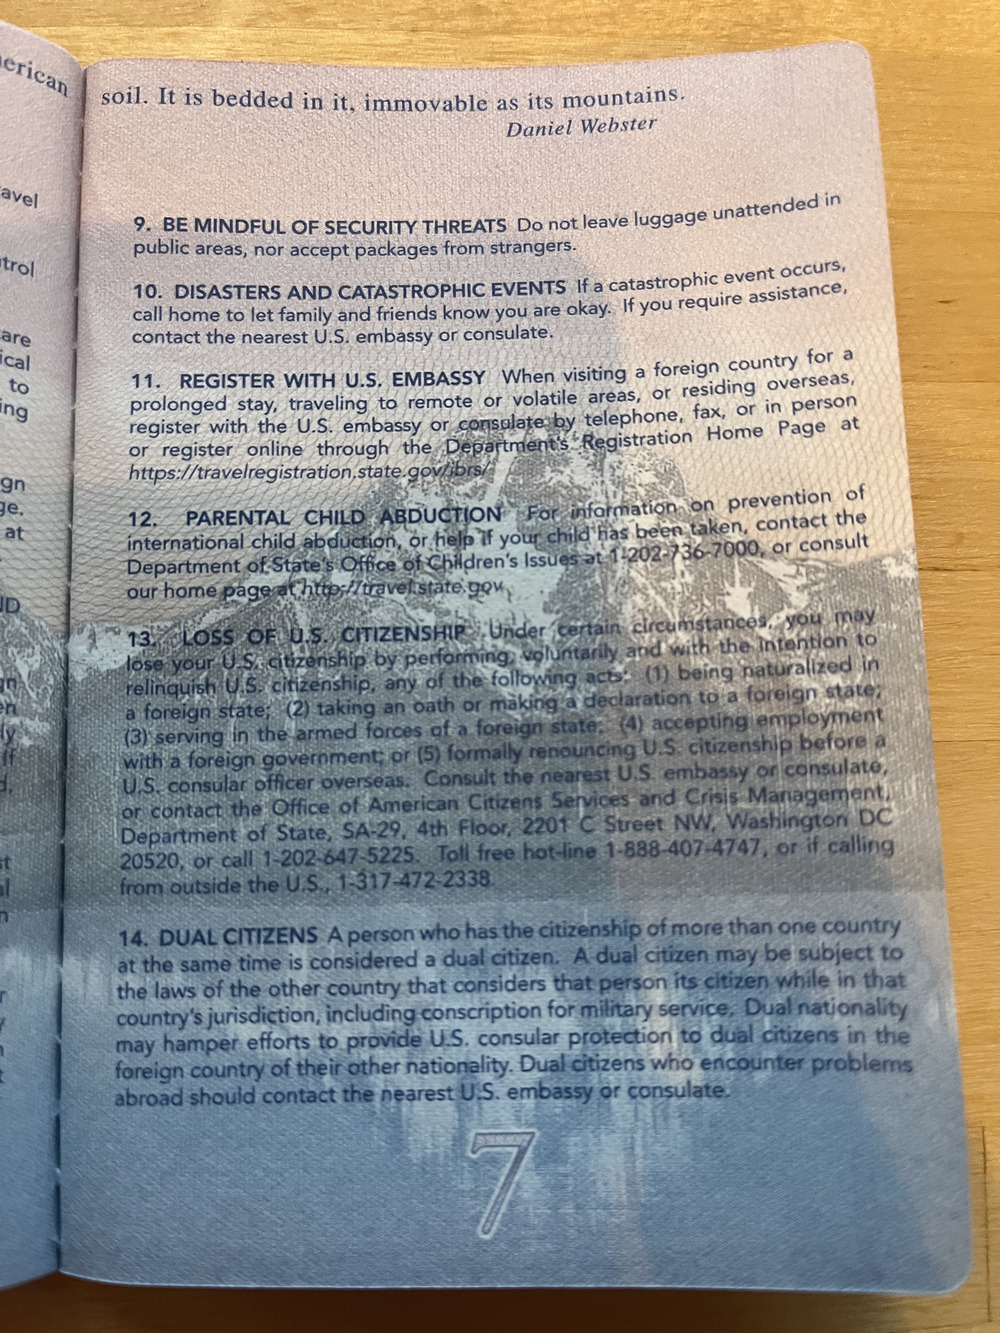 erican
avel
trol
are
ical
to
ing
gn
ge.
at
ND
gn
en
ly
ff
d,
st
al
n
r
y
n
t
soil. It is bedded in it, immovable as its mountains.
Daniel Webster
9. BE MINDFUL OF SECURITY THREATS Do not leave luggage unattended in
public areas, nor accept packages from strangers.
10. DISASTERS AND CATASTROPHIC EVENTS If a catastrophic event occurs,
call home to let family and friends know you are okay. If you require assistance,
contact the nearest U.S. embassy or consulate.
11. REGISTER WITH U.S. EMBASSY When visiting a foreign country for a
prolonged stay, traveling to remote or volatile areas, or residing overseas,
register with the U.S. embassy or consulate by telephone, fax, or in person
or register online through the Department's Registration Home Page at
https://travelregistration.state.gov/ibrs/
12. PARENTAL CHILD ABDUCTION For information on prevention of
international child abduction, or help if your child has been taken, contact the
Department of State's Office of Children's Issues at 1-202-736-7000, or consult
our home page at http://travel.state.gov.
13. LOSS OF U.S. CITIZENSHIP Under certain circumstances, you may
lose your U.S. citizenship by performing, voluntarily and with the intention to
relinquish U.S. citizenship, any of the following acts: (1) being naturalized in
a foreign state; (2) taking an oath or making a declaration to a foreign state;
(3) serving in the armed forces of a foreign state; (4) accepting employment
with a foreign government; or (5) formally renouncing U.S. citizenship before a
U.S. consular officer overseas. Consult the nearest U.S. embassy or consulate,
or contact the Office of American Citizens Services and Crisis Management,
Department of State, SA-29, 4th Floor, 2201 C Street NW, Washington DC
20520, or call 1-202-647-5225. Toll free hot-line 1-888-407-4747, or if calling
from outside the U.S., 1-317-472-2338.
14. DUAL CITIZENS A person who has the citizenship of more than one country
at the same time is considered a dual citizen. A dual citizen may be subject to
the laws of the other country that considers that person its citizen while in that
country's jurisdiction, including conscription for military service. Dual nationality
may hamper efforts to provide U.S. consular protection to dual citizens in the
foreign country of their other nationality. Dual citizens who encounter problems
abroad should contact the nearest U.S. embassy or consulate.
7